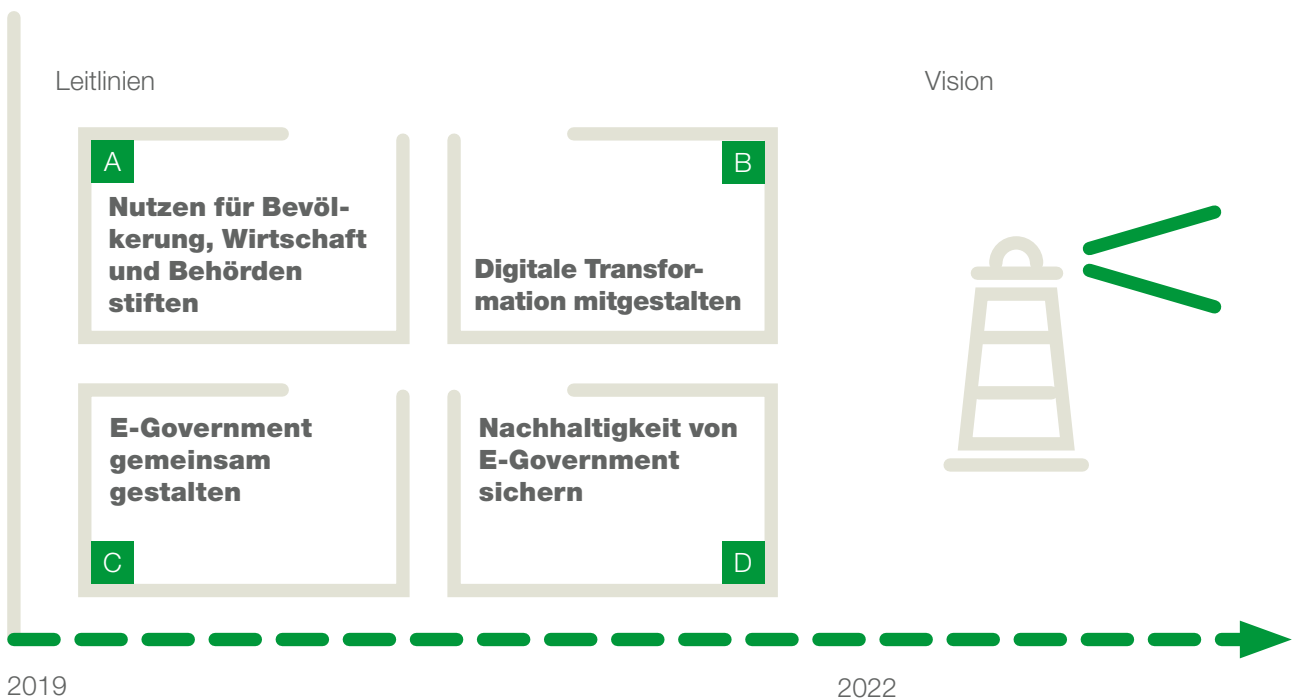 Leitlinien
Vision
A
Nutzen für Bevöl-
kerung, Wirtschaft
und Behörden
stiften
B
Digitale Transfor-
mation mitgestalten
E-Government
gemeinsam
gestalten
C
Nachhaltigkeit von
E-Government
sichern
D
2019
2022